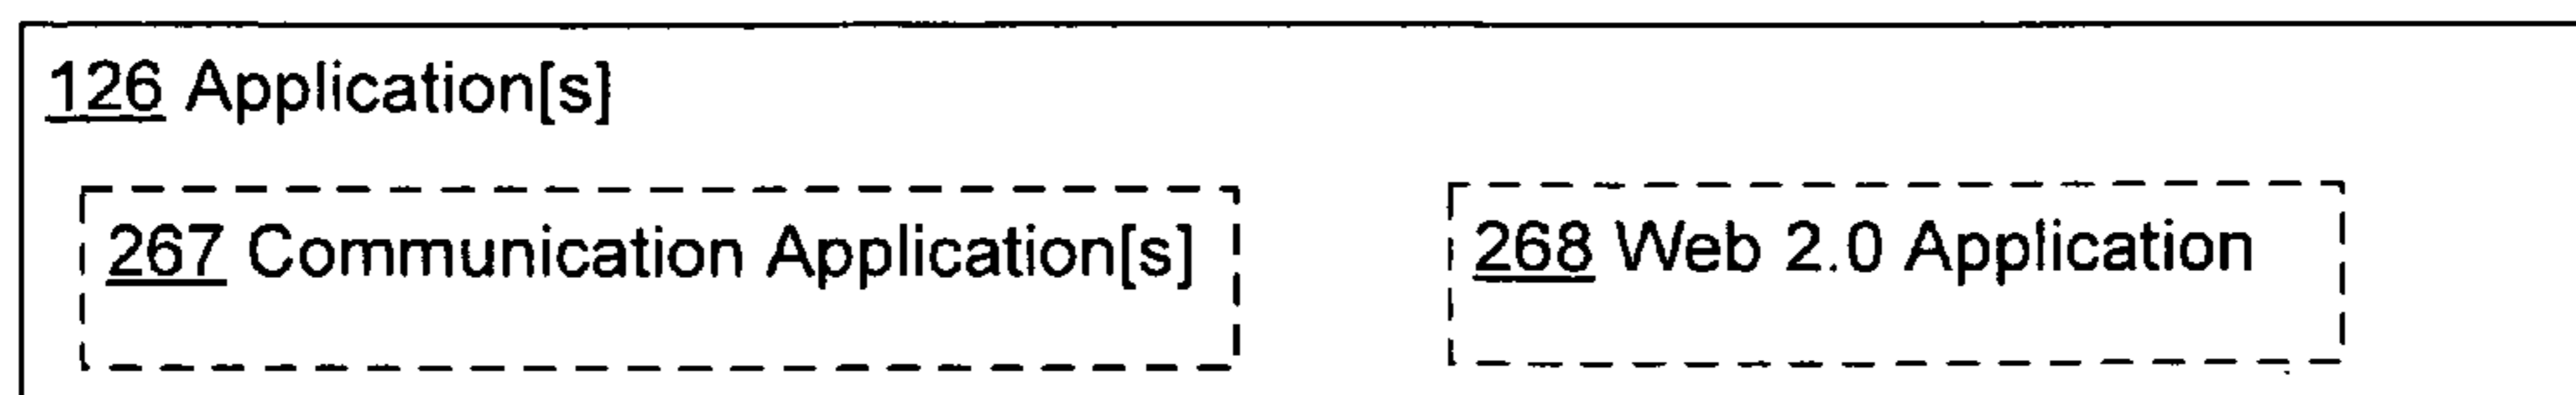 126 Application[s]
267 Communication Application[s]
268 Web 2.0 Application